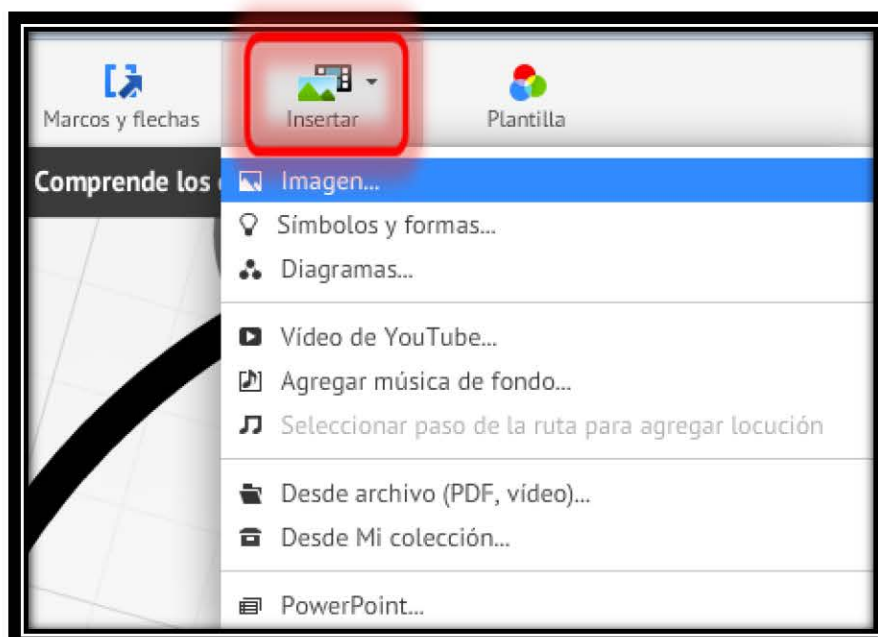 Marcos y flechas
Insertar
Plantilla
Comprende los
Imagen...
Símbolos y formas...
Diagramas...
Vídeo de YouTube...
Agregar música de fondo...
Seleccionar paso de la ruta para agregar locución
Desde archivo (PDF, vídeo)...
Desde Mi colección...
PowerPoint...